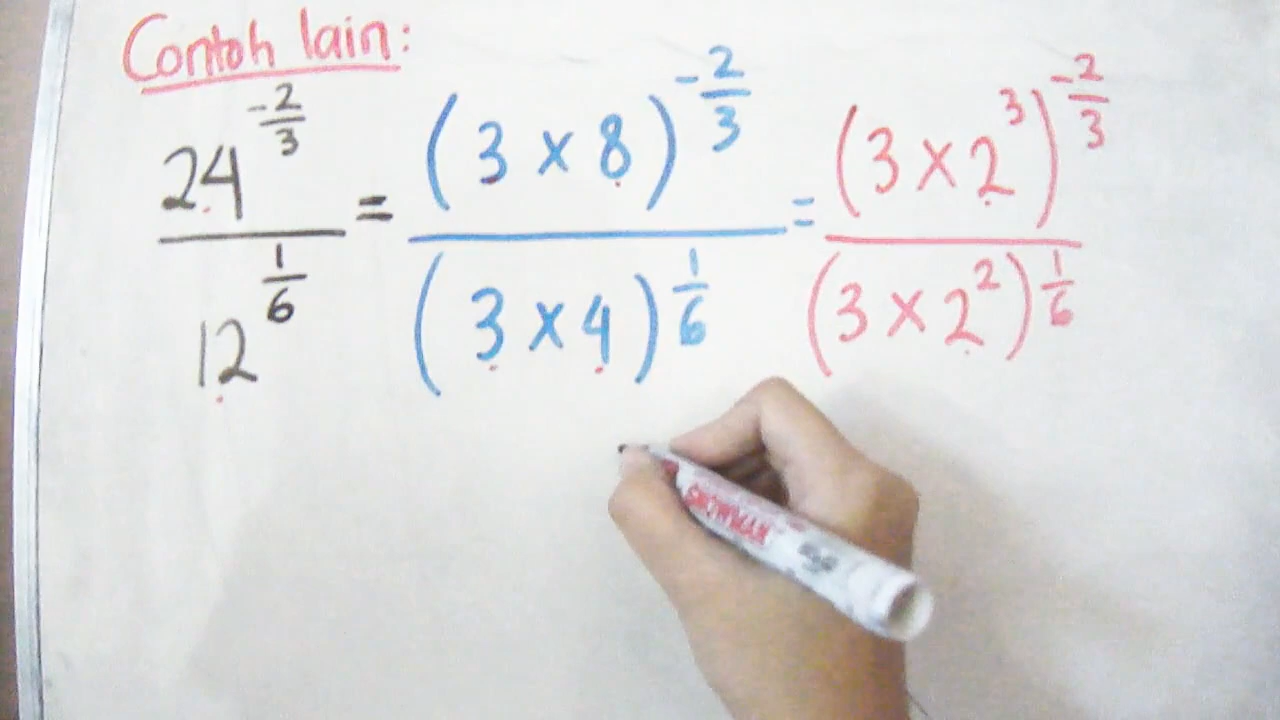 Contoh lain:
24^(-2/3) / 12^(1/6) = (3 × 8)^(-2/3) / (3 × 4)^(1/6) = (3 × 2^3)^(-2/3) / (3 × 2^2)^(1/6)